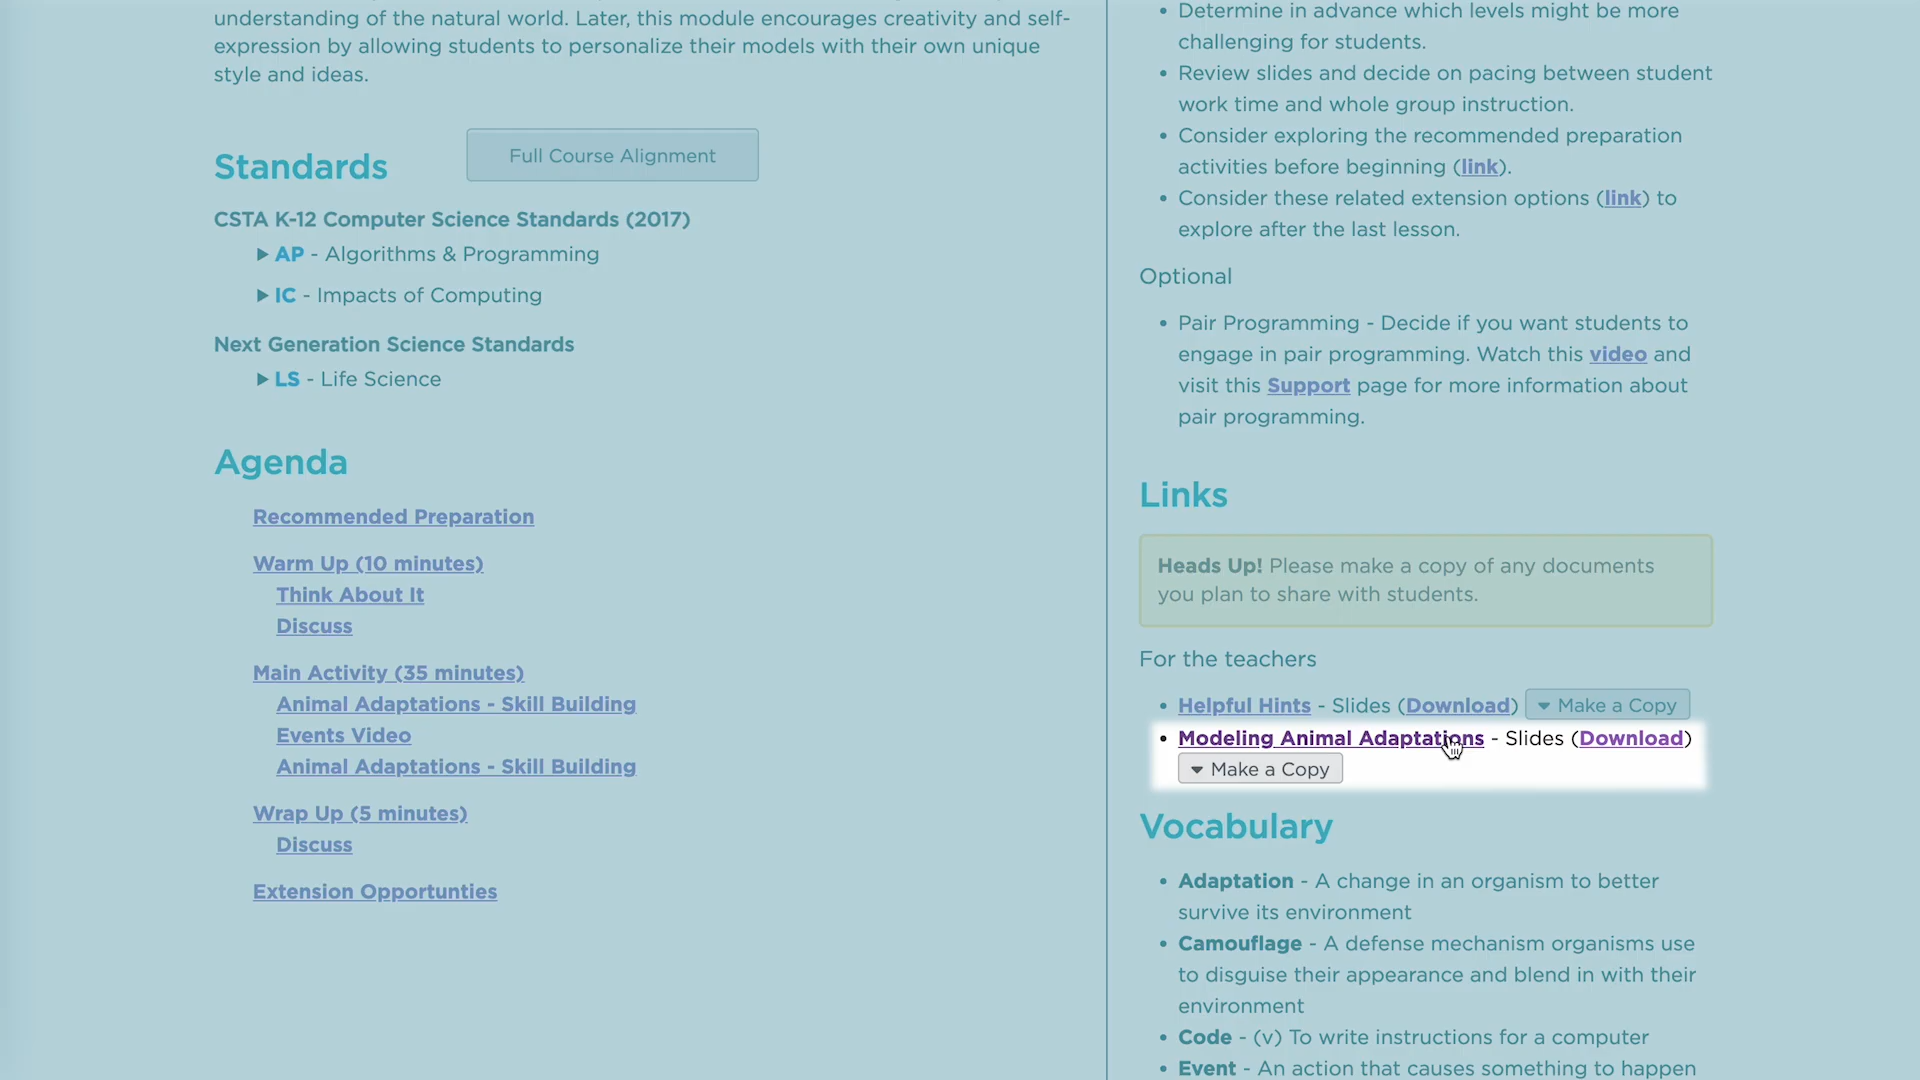 understanding of the natural world. Later, this module encourages creativity and self-
expression by allowing students to personalize their models with their own unique
style and ideas.
Standards
Full Course Alignment
CSTA K-12 Computer Science Standards (2017)
AP - Algorithms & Programming
IC - Impacts of Computing
Next Generation Science Standards
LS - Life Science
Agenda
Recommended Preparation
Warm Up (10 minutes)
Think About It
Discuss
Main Activity (35 minutes)
Animal Adaptations - Skill Building
Events Video
Animal Adaptations - Skill Building
Wrap Up (5 minutes)
Discuss
Extension Opportunties
• Determine in advance which levels might be more
challenging for students.
• Review slides and decide on pacing between student
work time and whole group instruction.
• Consider exploring the recommended preparation
activities before beginning (link).
• Consider these related extension options (link) to
explore after the last lesson.
Optional
• Pair Programming - Decide if you want students to
engage in pair programming. Watch this video and
visit this Support page for more information about
pair programming.
Links
Heads Up! Please make a copy of any documents
you plan to share with students.
For the teachers
• Helpful Hints - Slides (Download) Make a Copy
• Modeling Animal Adaptations - Slides (Download)
Make a Copy
Vocabulary
• Adaptation - A change in an organism to better
survive its environment
• Camouflage - A defense mechanism organisms use
to disguise their appearance and blend in with their
environment
• Code - (v) To write instructions for a computer
• Event - An action that causes something to happen